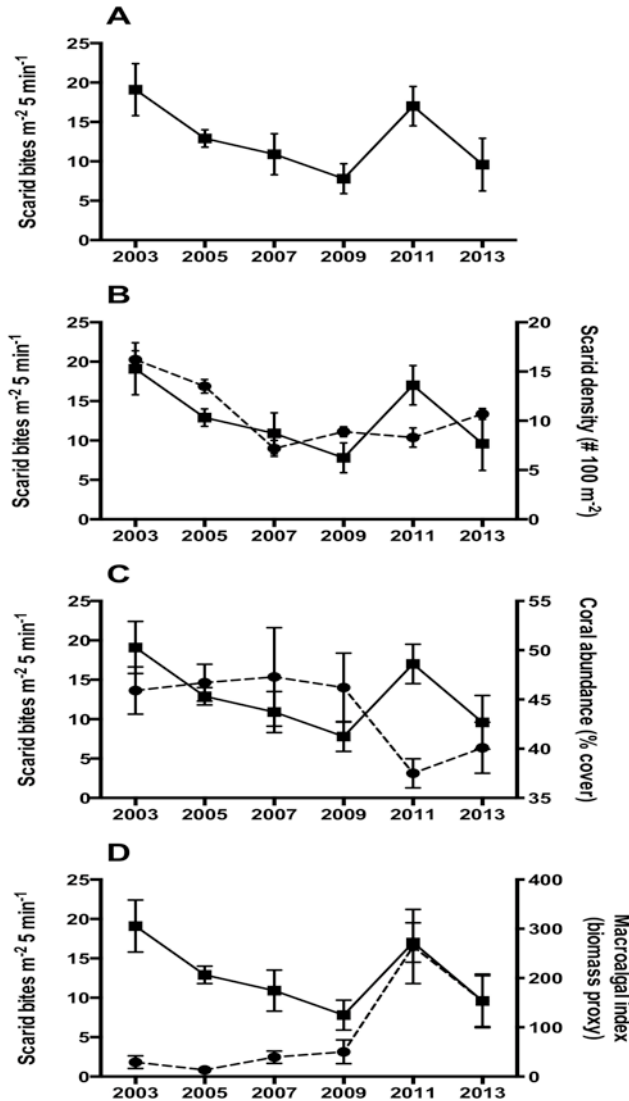 A
Scarid bites m⁻² 5 min⁻¹
25
20
15
10
5
0
2003 2005 2007 2009 2011 2013
B
Scarid bites m⁻² 5 min⁻¹
25
20
15
10
5
0
20
15
10
5
0
Scarid density
(# 100 m⁻²)
2003 2005 2007 2009 2011 2013
C
Scarid bites m⁻² 5 min⁻¹
25
20
15
10
5
0
55
50
45
40
35
Coral abundance
(% cover)
2003 2005 2007 2009 2011 2013
D
Scarid bites m⁻² 5 min⁻¹
25
20
15
10
5
0
400
300
200
100
0
Macroalgal index
(biomass proxy)
2003 2005 2007 2009 2011 2013